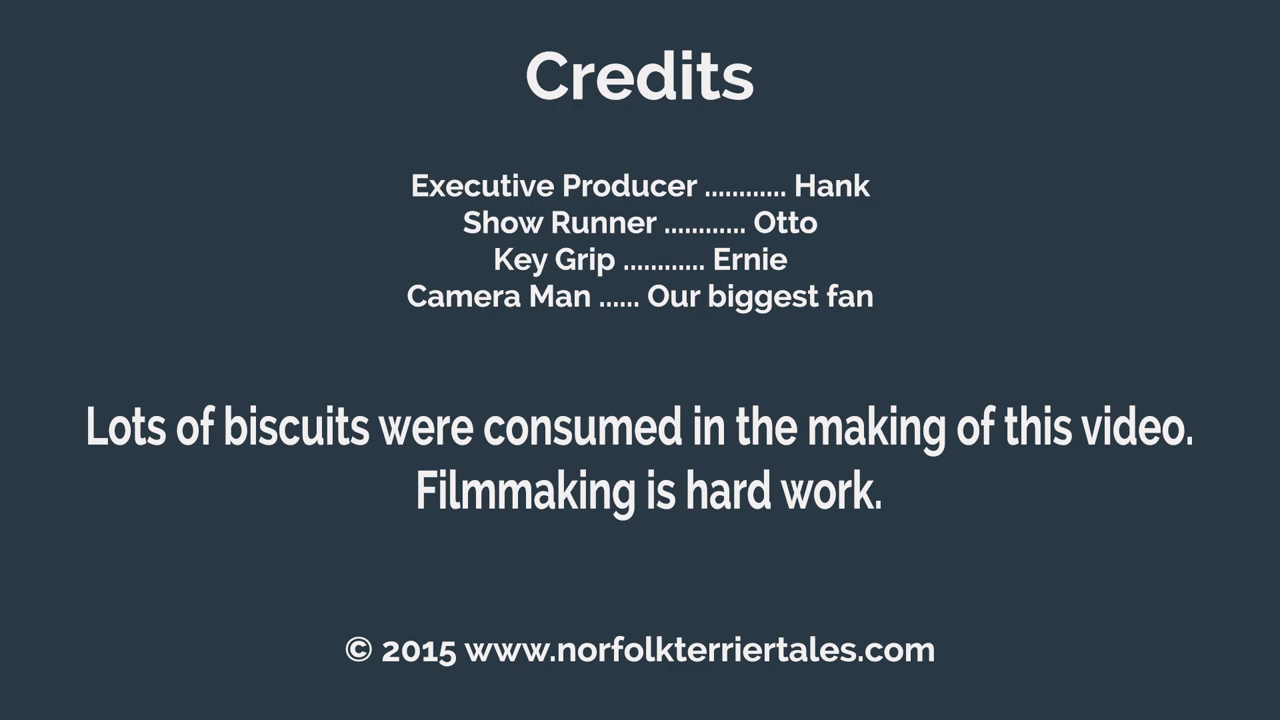 Credits
Executive Producer ............ Hank
Show Runner ............ Otto
Key Grip ............ Ernie
Camera Man ...... Our biggest fan
Lots of biscuits were consumed in the making of this video.
Filmmaking is hard work.
© 2015 www.norfolkterriertales.com